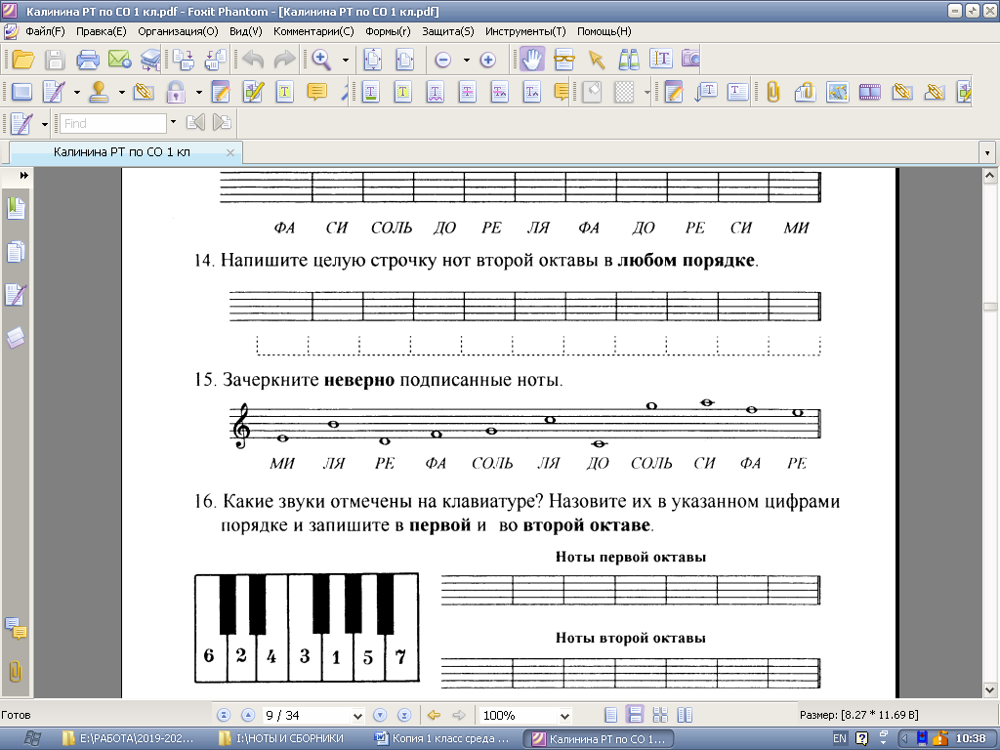 Калинина РТ по СО 1 кл.pdf - Foxit Phantom - [Калинина РТ по СО 1 кл.pdf]
Файл(F) Правка(E) Организация(O) Вид(V) Комментарии(C) Формы(r) Защита(S) Инструменты(T) Помощь(H)
Find
Калинина РТ по СО 1 кл
ФА СИ СОЛЬ ДО РЕ ЛЯ ФА ДО РЕ СИ МИ
14. Напишите целую строчку нот второй октавы в любом порядке.
15. Зачеркните неверно подписанные ноты.
МИ ЛЯ РЕ ФА СОЛЬ ЛЯ ДО СОЛЬ СИ ФА РЕ
16. Какие звуки отмечены на клавиатуре? Назовите их в указанном цифрами
порядке и запишите в первой и во второй октаве.
Ноты первой октавы
6 2 4 3 1 5 7
Ноты второй октавы
Готов 9 / 34 100% Размер: [8.27 * 11.69 В]
E:\РАБОТА\2019-202... I:\НОТЫ И СБОРНИКИ Копия 1 класс среда ... Калинина РТ по СО 1... EN 10:38